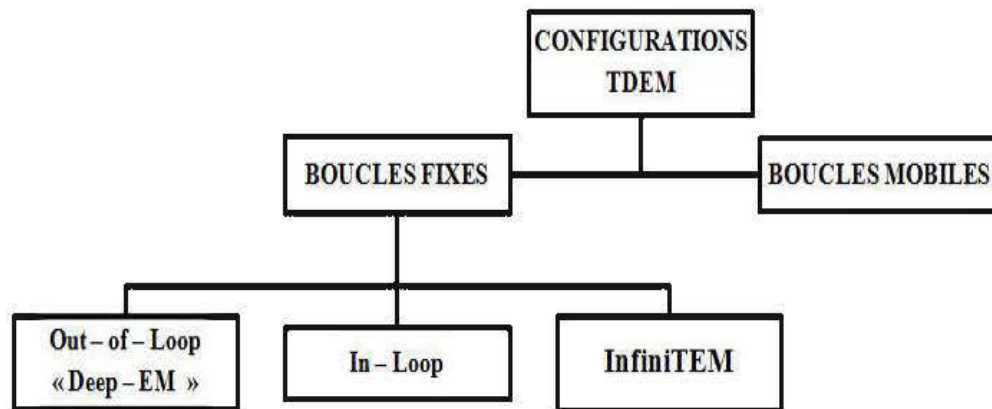 CONFIGURATIONS
TDEM
BOUCLES FIXES
BOUCLES MOBILES
Out – of – Loop
« Deep – EM »
In – Loop
InfiniTEM